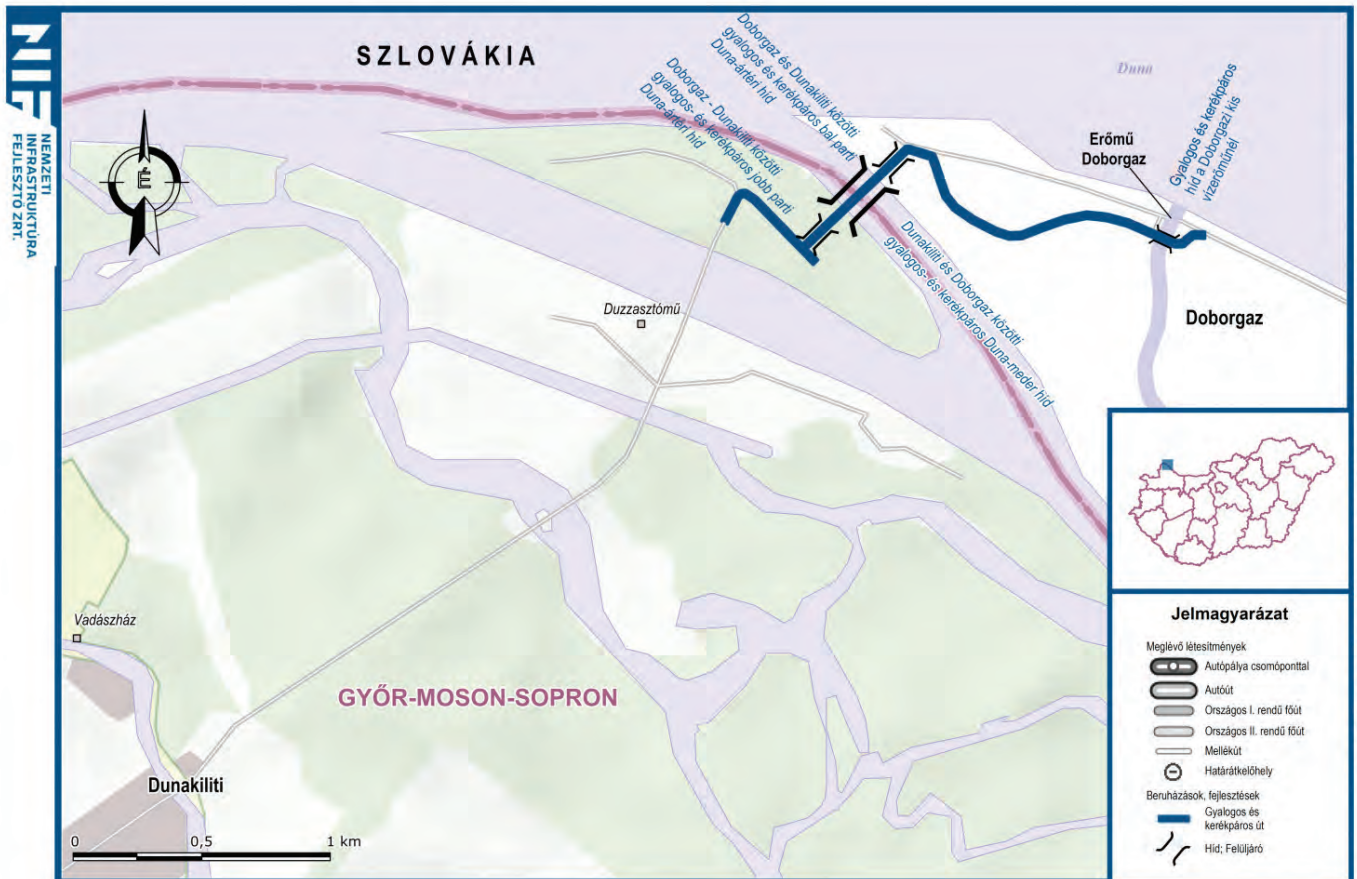 NIF
NEMZETI
INFRASTRUKTÚRA
FEJLESZTŐ ZRT.
SZLOVÁKIA
É
Doborgaz - Dunakiliti közötti
gyalogos- és kerékpáros jobb parti
Duna-ártéri híd
Doborgaz és Dunakiliti közötti
gyalogos és kerékpáros bal parti
Duna-ártéri híd
Duna
Erőmű
Doborgaz
Gyalogos és kerékpáros
híd a Doborgazi kis
vízerőműnél
Dunakiliti és Doborgaz közötti
gyalogos- és kerékpáros Duna-meder híd
Duzzasztómű
Doborgaz
Vadászház
GYŐR-MOSON-SOPRON
Dunakiliti
0 0,5 1 km
Jelmagyarázat
Meglévő létesítmények
Autópálya csomóponttal
Autóút
Országos I. rendű főút
Országos II. rendű főút
Mellékút
Határátkelőhely
Beruházások, fejlesztések
Gyalogos és
kerékpáros út
Híd; Felüljáró